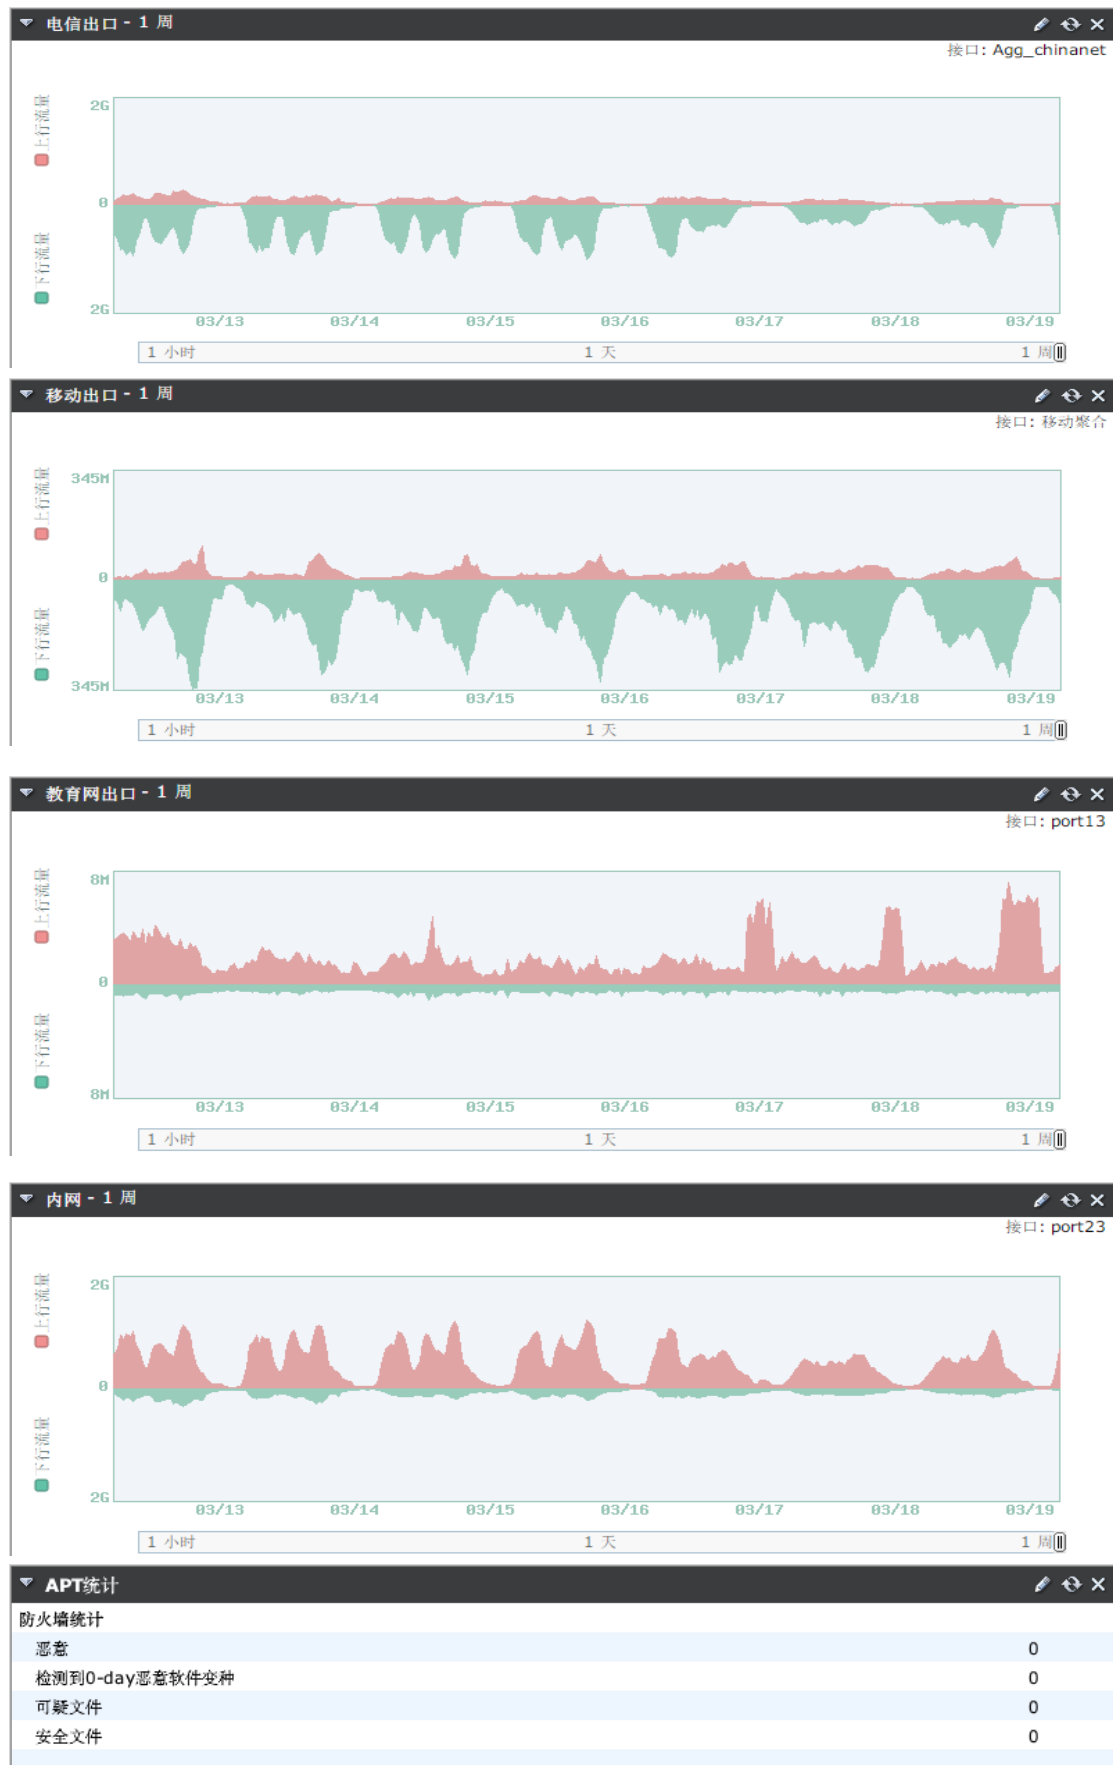 电信出口 - 1 周
接口: Agg_chinanet
上行流量
下行流量
2G
0
2G
03/13 03/14 03/15 03/16 03/17 03/18 03/19
1 小时 1 天 1 周
移动出口 - 1 周
接口: 移动聚合
上行流量
下行流量
345M
0
345M
03/13 03/14 03/15 03/16 03/17 03/18 03/19
1 小时 1 天 1 周
教育网出口 - 1 周
接口: port13
上行流量
下行流量
8M
0
8M
03/13 03/14 03/15 03/16 03/17 03/18 03/19
1 小时 1 天 1 周
内网 - 1 周
接口: port23
上行流量
下行流量
2G
0
2G
03/13 03/14 03/15 03/16 03/17 03/18 03/19
1 小时 1 天 1 周
APT统计
防火墙统计
恶意 0
检测到0-day恶意软件变种 0
可疑文件 0
安全文件 0